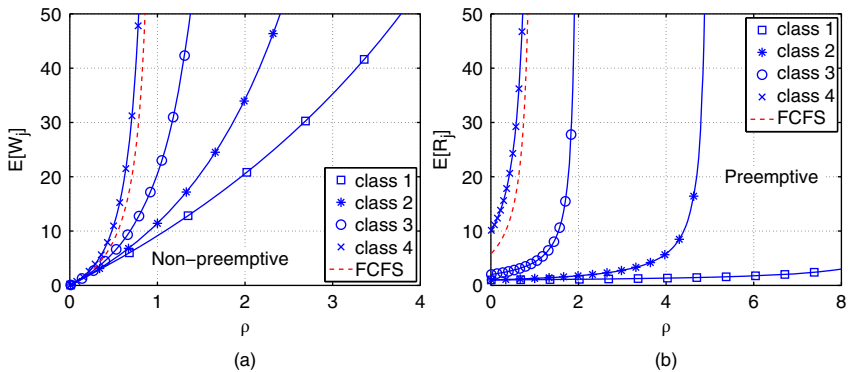 50
40
30
20
10
0
E[Wj]
0
1
2
3
4
ρ
Non−preemptive
class 1
class 2
class 3
class 4
FCFS
(a)
50
40
30
20
10
0
E[Rj]
0
2
4
6
8
ρ
class 1
class 2
class 3
class 4
FCFS
Preemptive
(b)